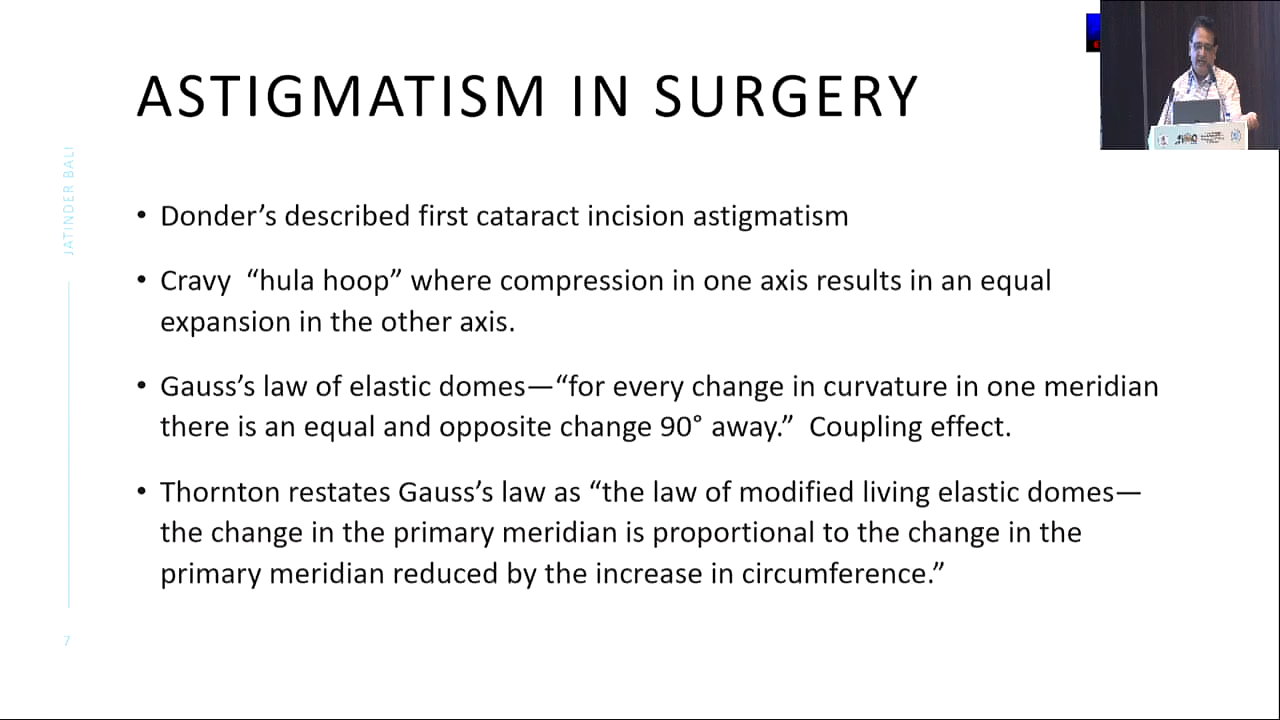 ASTIGMATISM IN SURGERY
JATINDER BALI
• Donder’s described first cataract incision astigmatism
• Cravy “hula hoop” where compression in one axis results in an equal
expansion in the other axis.
• Gauss’s law of elastic domes—“for every change in curvature in one meridian
there is an equal and opposite change 90° away.” Coupling effect.
• Thornton restates Gauss’s law as “the law of modified living elastic domes—
the change in the primary meridian is proportional to the change in the
primary meridian reduced by the increase in circumference.”
7